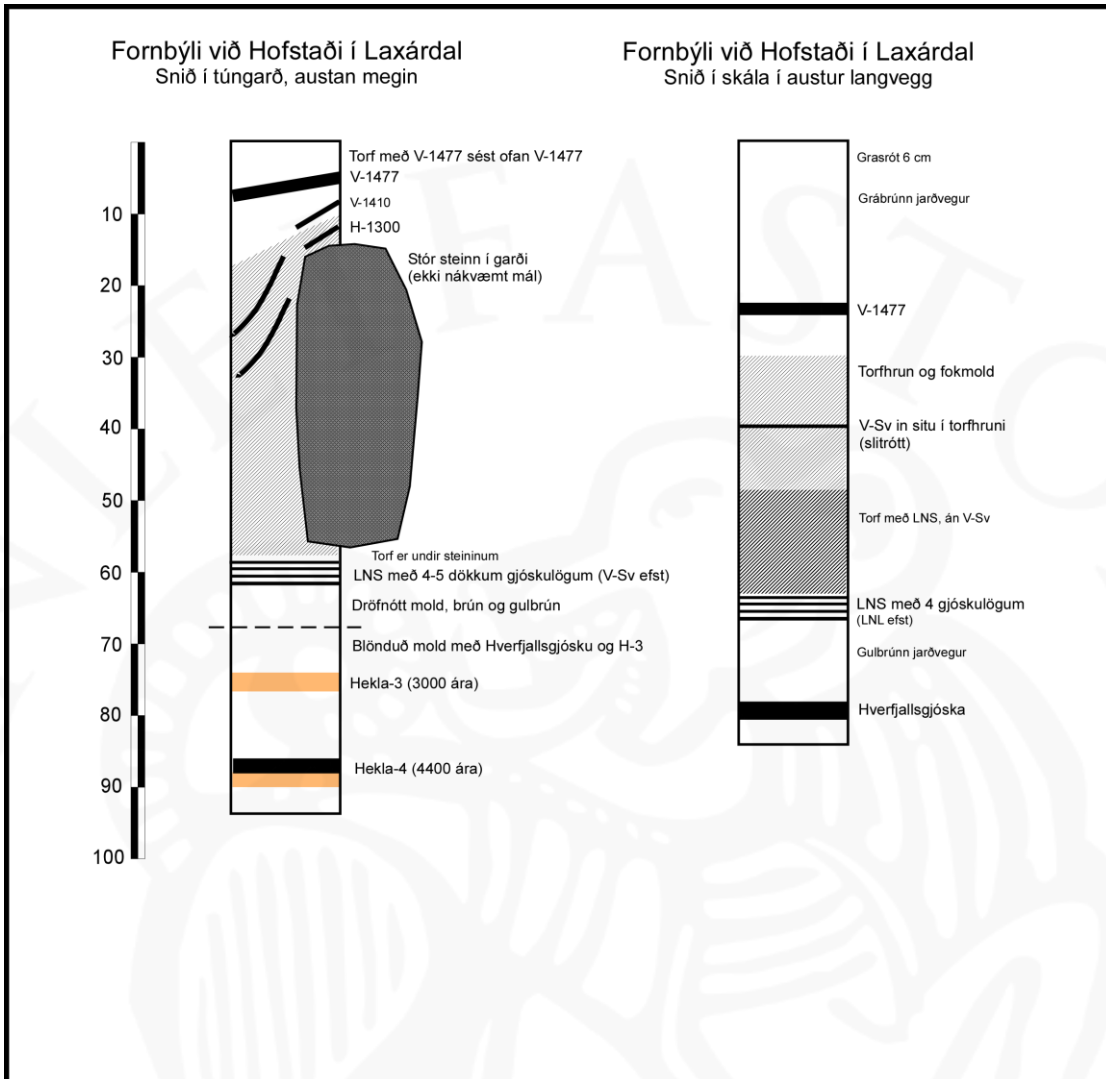 Fornbýli við Hofstaði í Laxárdal
Snið í túngarð, austan megin
10
20
30
40
50
60
70
80
90
100
Torf með V-1477 sést ofan V-1477
V-1477
V-1410
H-1300
Stór steinn í garði
(ekki nákvæmt mál)
Torf er undir steininum
LNS með 4-5 dökkum gjóskulögum (V-Sv efst)
Dröfnótt mold, brún og gulbrún
Blönduð mold með Hverfjallsgjósku og H-3
Hekla-3 (3000 ára)
Hekla-4 (4400 ára)
Fornbýli við Hofstaði í Laxárdal
Snið í skála í austur langvegg
Grasrót 6 cm
Grábrúnn jarðvegur
V-1477
Torfhrun og fokmold
V-Sv in situ í torfhruni
(slitrótt)
Torf með LNS, án V-Sv
LNS með 4 gjóskulögum
(LNL efst)
Gulbrúnn jarðvegur
Hverfjallsgjóska